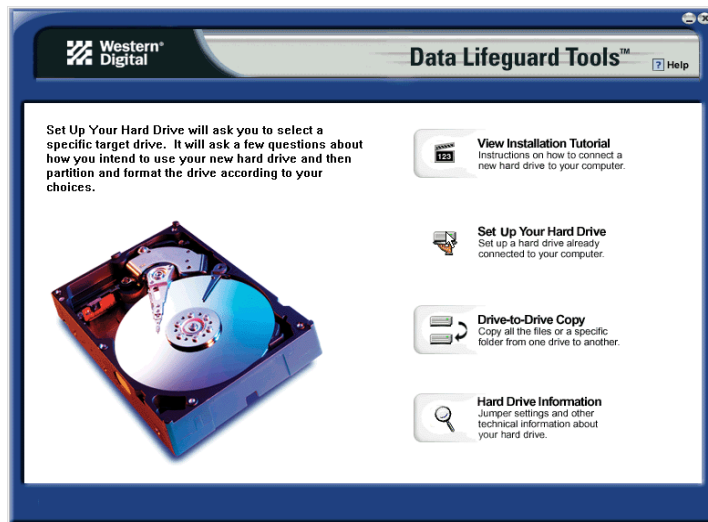 Western®
Digital
Data Lifeguard Tools™
? Help
Set Up Your Hard Drive will ask you to select a
specific target drive. It will ask a few questions about
how you intend to use your new hard drive and then
partition and format the drive according to your
choices.
123
View Installation Tutorial
Instructions on how to connect a
new hard drive to your computer.
Set Up Your Hard Drive
Set up a hard drive already
connected to your computer.
Drive-to-Drive Copy
Copy all the files or a specific
folder from one drive to another.
Hard Drive Information
Jumper settings and other
technical information about
your hard drive.